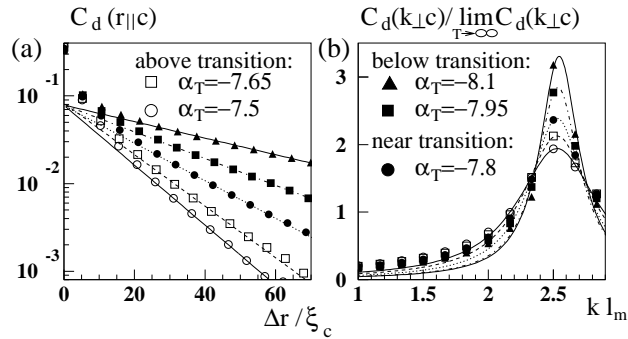 C_d(r||c)
C_d(k⊥c)/lim_{T→∞}C_d(k⊥c)
(a)
above transition:
□ α_T=−7.65
○ α_T=−7.5
10^-1
10^-2
10^-3
0 20 40 60
Δr/ξ_c
(b)
below transition:
▲ α_T=−8.1
■ α_T=−7.95
near transition:
● α_T=−7.8
3
2
1
0
1 1.5 2 2.5
k l_m